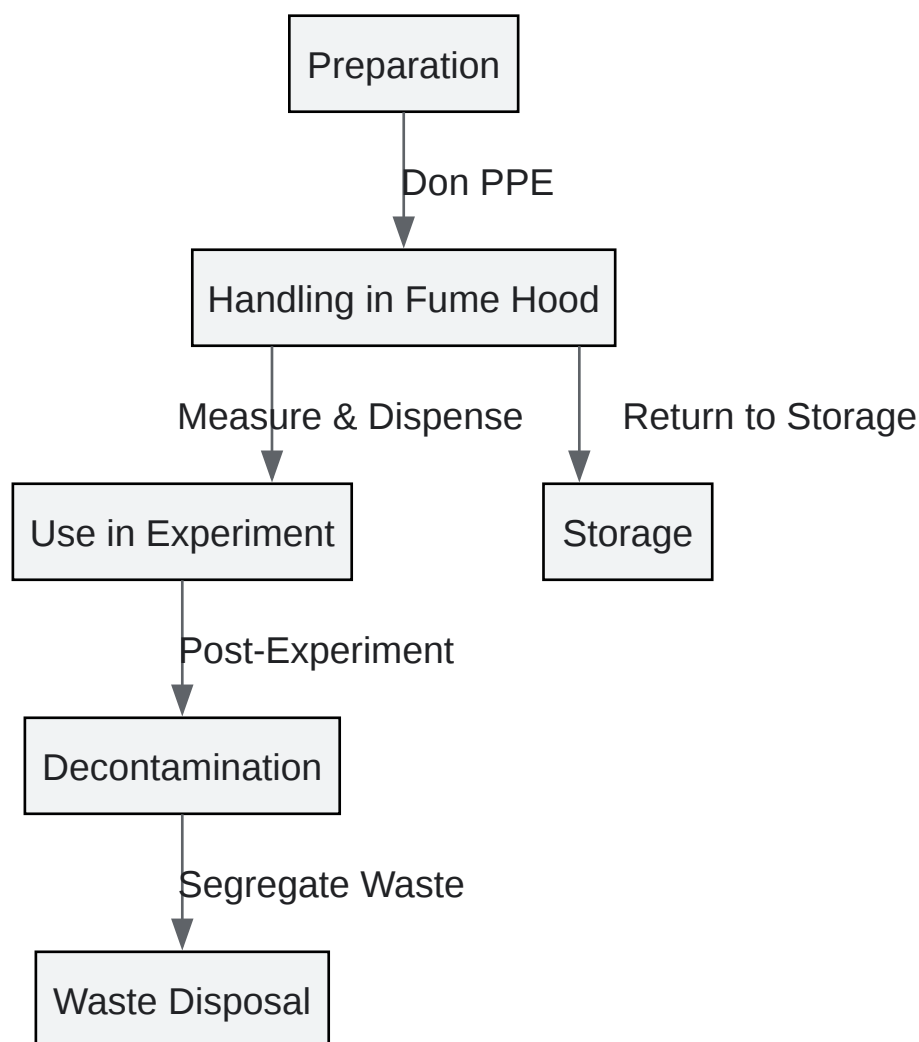 Preparation
Don PPE
Handling in Fume Hood
Measure & Dispense
Return to Storage
Use in Experiment
Storage
Post-Experiment
Decontamination
Segregate Waste
Waste Disposal